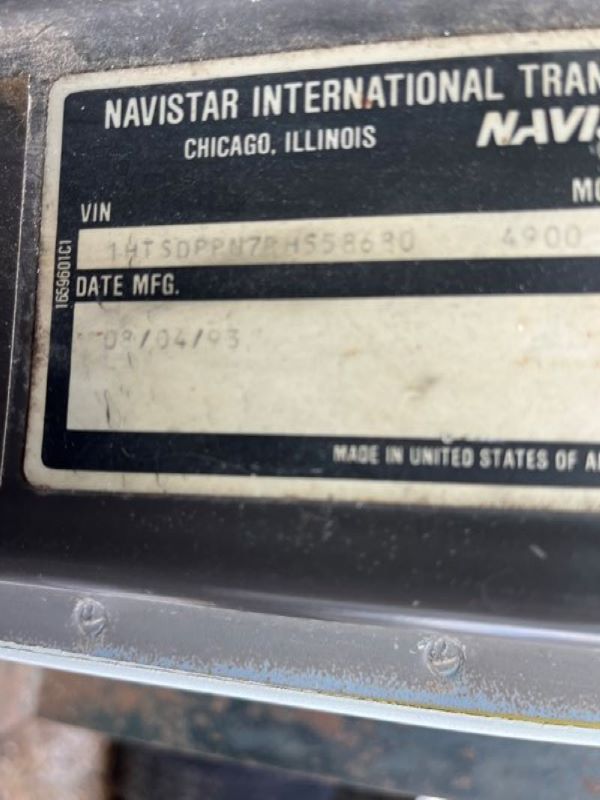 NAVISTAR INTERNATIONAL TRAN
CHICAGO, ILLINOIS
NAVIS
MO
VIN
1HTSDPPN7RH558680 4900
DATE MFG.
08/04/93
MADE IN UNITED STATES OF A
1659601C1